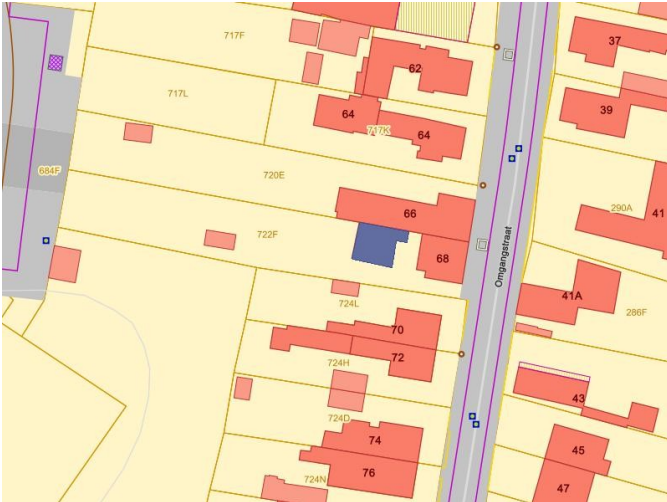 717F
37
62
717L
39
64
64
717K
684F
720E
290A
41
66
722F
68
Omgangstraat
41A
724L
286F
70
72
724H
43
724D
74
45
76
724N
47